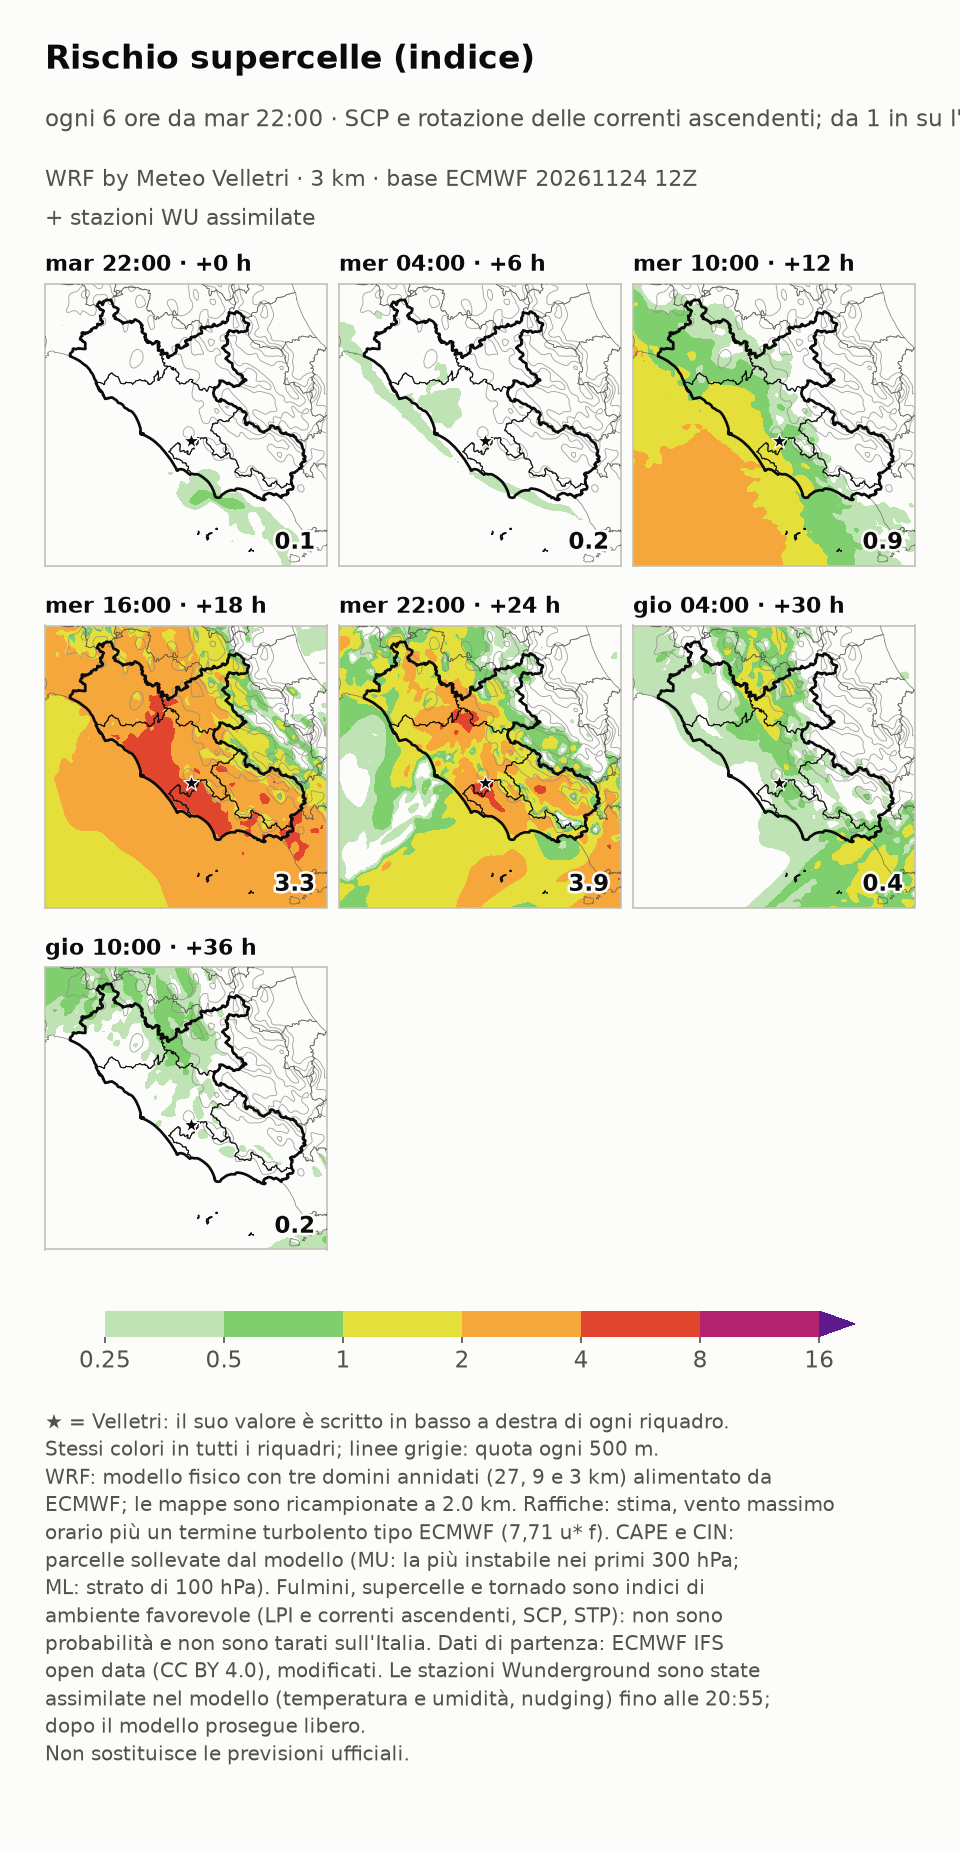 Rischio supercelle (indice)
ogni 6 ore da mar 22:00 · SCP e rotazione delle correnti ascendenti; da 1 in su l'
WRF by Meteo Velletri · 3 km · base ECMWF 20261124 12Z
+ stazioni WU assimilate
mar 22:00 · +0 h
mer 04:00 · +6 h
mer 10:00 · +12 h
0.1
0.2
0.9
mer 16:00 · +18 h
mer 22:00 · +24 h
gio 04:00 · +30 h
3.3
3.9
0.4
gio 10:00 · +36 h
0.2
0.25 0.5 1 2 4 8 16
★ = Velletri: il suo valore è scritto in basso a destra di ogni riquadro.
Stessi colori in tutti i riquadri; linee grigie: quota ogni 500 m.
WRF: modello fisico con tre domini annidati (27, 9 e 3 km) alimentato da
ECMWF; le mappe sono ricampionate a 2.0 km. Raffiche: stima, vento massimo
orario più un termine turbolento tipo ECMWF (7,71 u* f). CAPE e CIN:
parcelle sollevate dal modello (MU: la più instabile nei primi 300 hPa;
ML: strato di 100 hPa). Fulmini, supercelle e tornado sono indici di
ambiente favorevole (LPI e correnti ascendenti, SCP, STP): non sono
probabilità e non sono tarati sull'Italia. Dati di partenza: ECMWF IFS
open data (CC BY 4.0), modificati. Le stazioni Wunderground sono state
assimilate nel modello (temperatura e umidità, nudging) fino alle 20:55;
dopo il modello prosegue libero.
Non sostituisce le previsioni ufficiali.